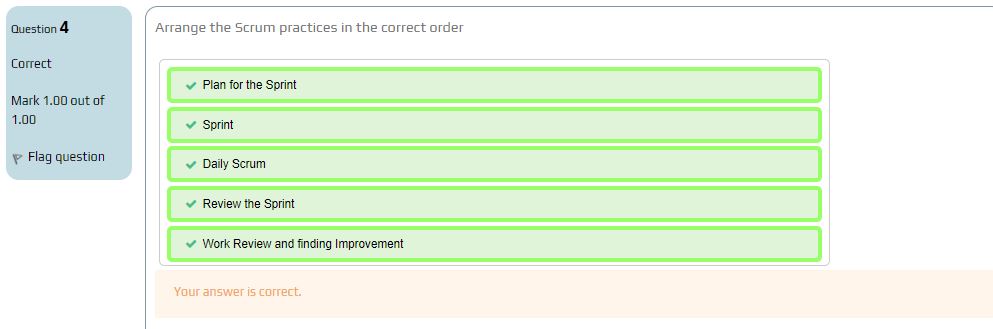 Question 4
Correct
Mark 1.00 out of
1.00
Flag question
Arrange the Scrum practices in the correct order
Plan for the Sprint
Sprint
Daily Scrum
Review the Sprint
Work Review and finding Improvement
Your answer is correct.